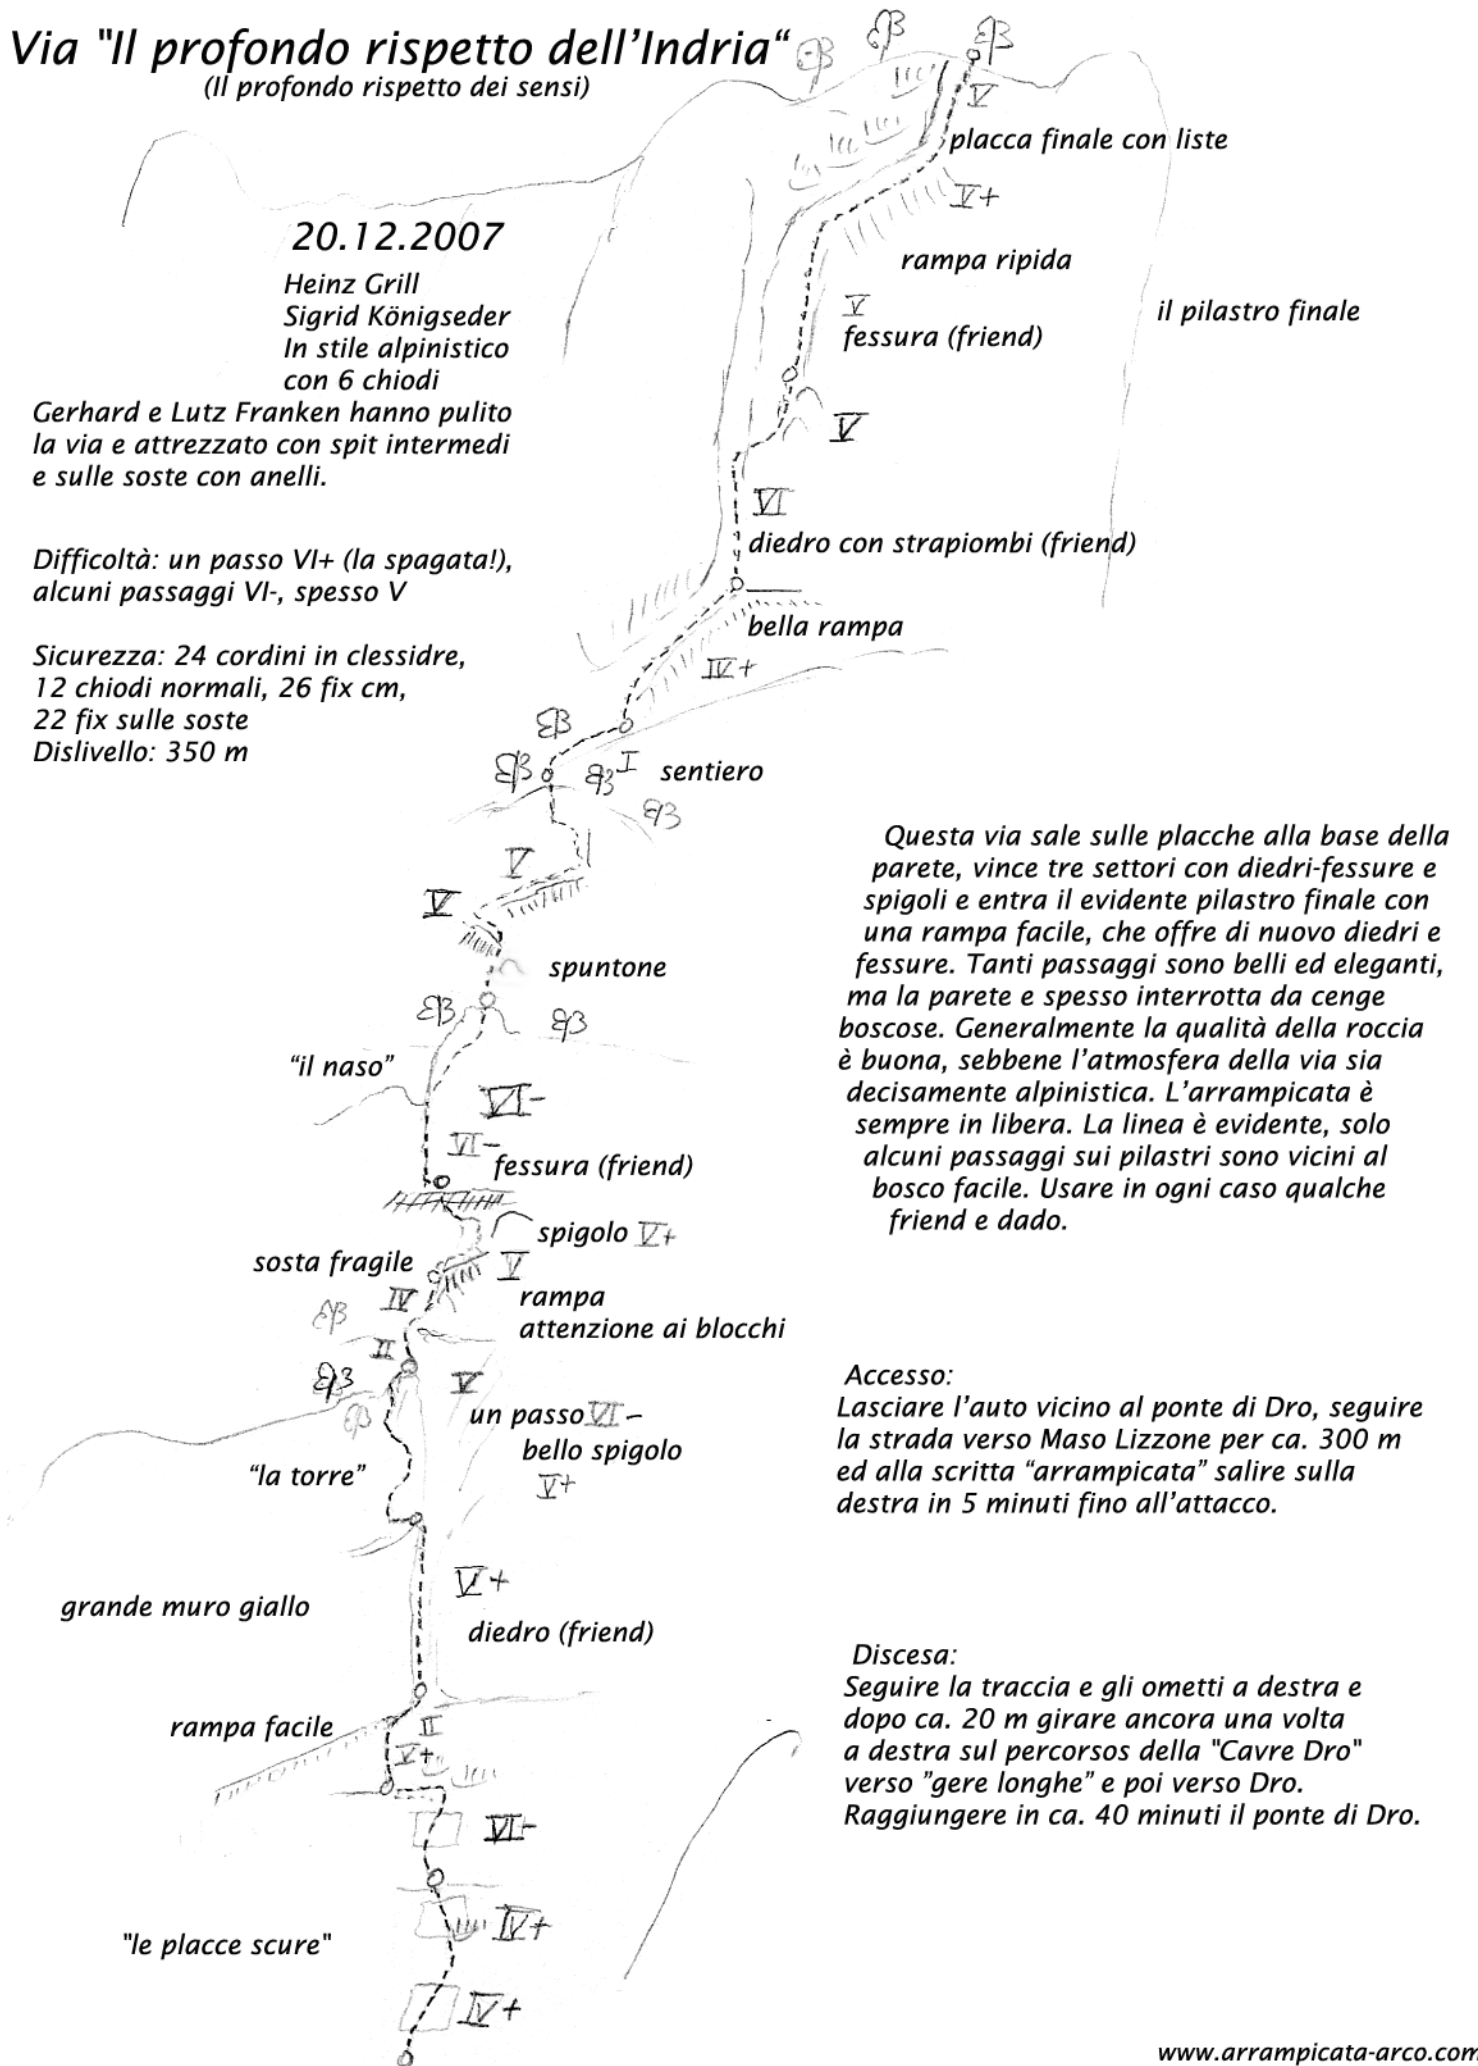 Via "Il profondo rispetto dell'Indria“
(Il profondo rispetto dei sensi)
V
placca finale con liste
V+
rampa ripida
20.12.2007
Heinz Grill
Sigrid Königseder
In stile alpinistico
con 6 chiodi
Gerhard e Lutz Franken hanno pulito
la via e attrezzato con spit intermedi
e sulle soste con anelli.
il pilastro finale
V
fessura (friend)
V
VI
diedro con strapiombi (friend)
Difficoltà: un passo VI+ (la spagata!),
alcuni passaggi VI-, spesso V
bella rampa
IV+
Sicurezza: 24 cordini in clessidre,
12 chiodi normali, 26 fix cm,
22 fix sulle soste
Dislivello: 350 m
I sentiero
V
V
spuntone
Questa via sale sulle placche alla base della
parete, vince tre settori con diedri-fessure e
spigoli e entra il evidente pilastro finale con
una rampa facile, che offre di nuovo diedri e
fessure. Tanti passaggi sono belli ed eleganti,
ma la parete e spesso interrotta da cenge
boscose. Generalmente la qualità della roccia
è buona, sebbene l'atmosfera della via sia
decisamente alpinistica. L'arrampicata è
sempre in libera. La linea è evidente, solo
alcuni passaggi sui pilastri sono vicini al
bosco facile. Usare in ogni caso qualche
friend e dado.
“il naso”
VI-
VI-
fessura (friend)
spigolo V+
sosta fragile
V
IV
rampa
attenzione ai blocchi
II
V
un passo VI-
bello spigolo
V+
“la torre”
Accesso:
Lasciare l'auto vicino al ponte di Dro, seguire
la strada verso Maso Lizzone per ca. 300 m
ed alla scritta “arrampicata” salire sulla
destra in 5 minuti fino all'attacco.
V+
grande muro giallo
diedro (friend)
Discesa:
Seguire la traccia e gli ometti a destra e
dopo ca. 20 m girare ancora una volta
a destra sul percorsos della "Cavre Dro"
verso "gere longhe" e poi verso Dro.
Raggiungere in ca. 40 minuti il ponte di Dro.
rampa facile
II
V+
VI-
IV+
"le placce scure"
IV+
www.arrampicata-arco.com